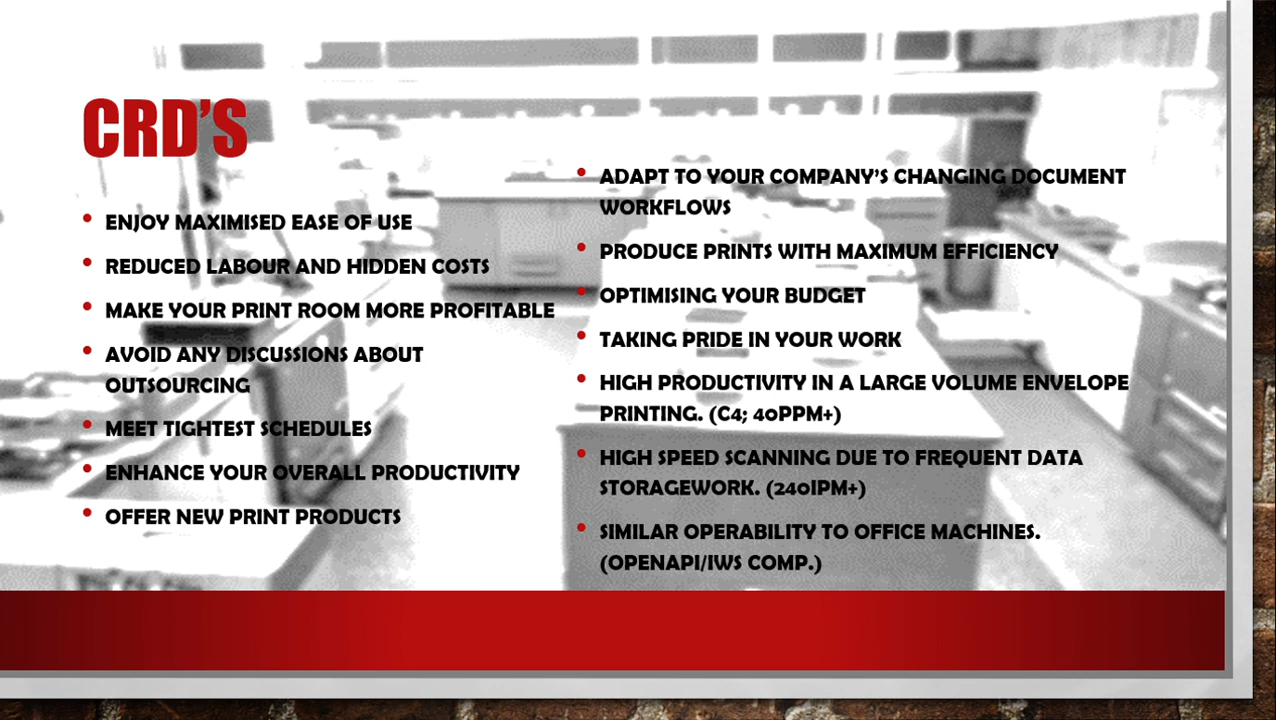 CRD'S
• ENJOY MAXIMISED EASE OF USE
• REDUCED LABOUR AND HIDDEN COSTS
• MAKE YOUR PRINT ROOM MORE PROFITABLE
• AVOID ANY DISCUSSIONS ABOUT
OUTSOURCING
• MEET TIGHTEST SCHEDULES
• ENHANCE YOUR OVERALL PRODUCTIVITY
• OFFER NEW PRINT PRODUCTS
• ADAPT TO YOUR COMPANY'S CHANGING DOCUMENT
WORKFLOWS
• PRODUCE PRINTS WITH MAXIMUM EFFICIENCY
• OPTIMISING YOUR BUDGET
• TAKING PRIDE IN YOUR WORK
• HIGH PRODUCTIVITY IN A LARGE VOLUME ENVELOPE
PRINTING. (C4; 40PPM+)
• HIGH SPEED SCANNING DUE TO FREQUENT DATA
STORAGEWORK. (240IPM+)
• SIMILAR OPERABILITY TO OFFICE MACHINES.
(OPENAPI/IWS COMP.)